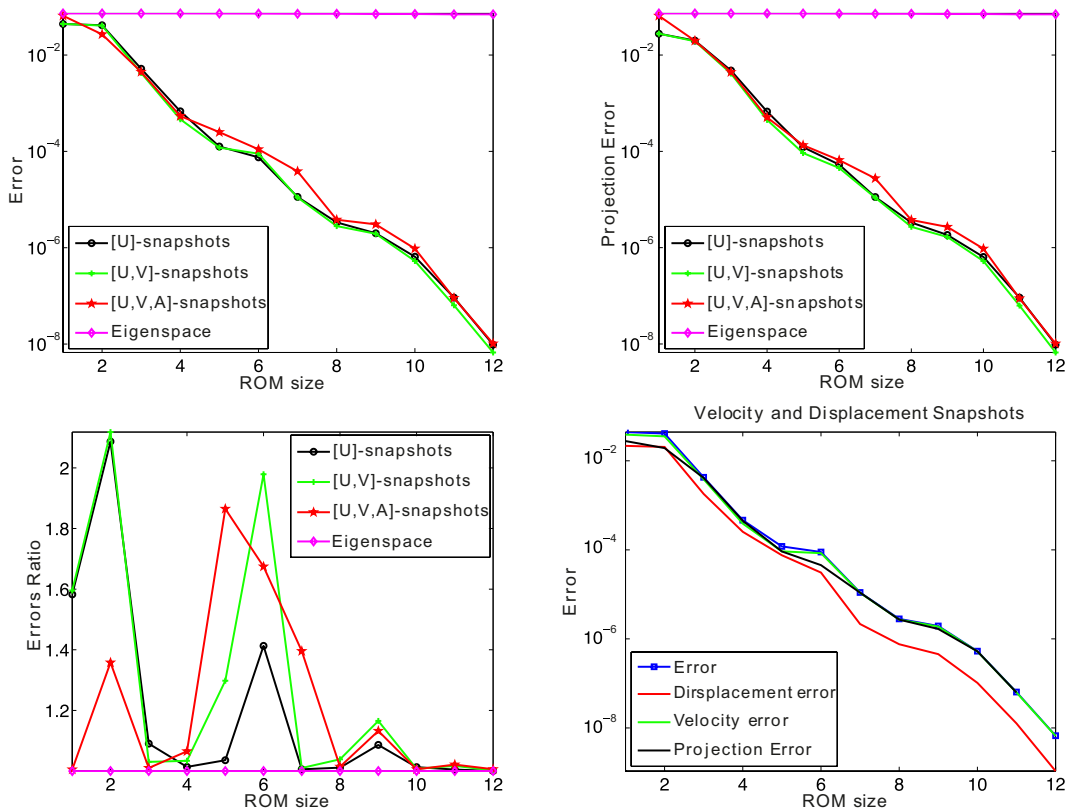 10^-2
10^-4
10^-6
10^-8
Error
[U]-snapshots
[U,V]-snapshots
[U,V,A]-snapshots
Eigenspace
2 4 6 8 10 12
ROM size
10^-2
10^-4
10^-6
10^-8
Projection Error
[U]-snapshots
[U,V]-snapshots
[U,V,A]-snapshots
Eigenspace
2 4 6 8 10 12
ROM size
2
1.8
1.6
1.4
1.2
Errors Ratio
[U]-snapshots
[U,V]-snapshots
[U,V,A]-snapshots
Eigenspace
2 4 6 8 10 12
ROM size
Velocity and Displacement Snapshots
10^-2
10^-4
10^-6
10^-8
Error
Error
Dirsplacement error
Velocity error
Projection Error
2 4 6 8 10 12
ROM size